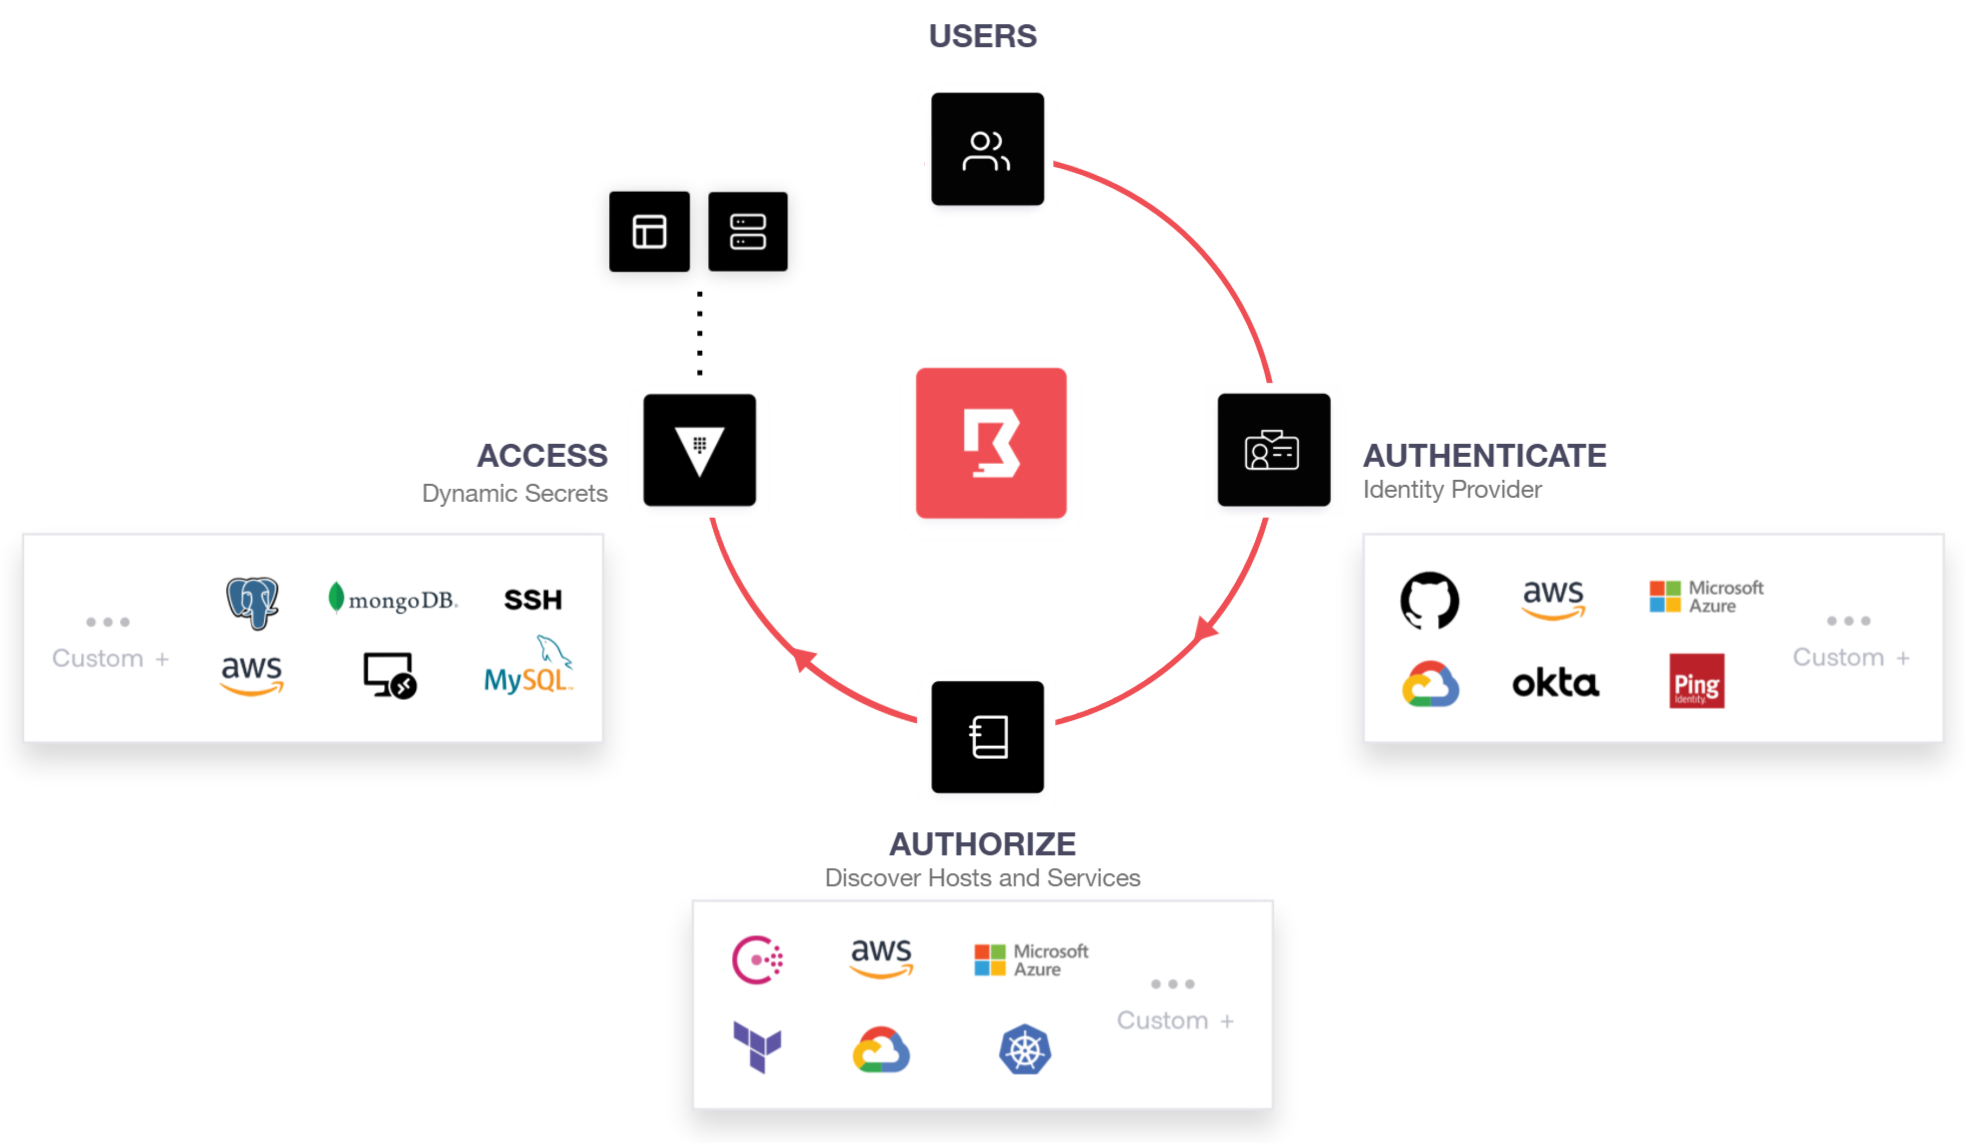 USERS
ACCESS
Dynamic Secrets
Custom +
mongoDB.
SSH
aws
MySQL™
AUTHENTICATE
Identity Provider
aws
Microsoft
Azure
okta
Ping
Identity.
Custom +
AUTHORIZE
Discover Hosts and Services
aws
Microsoft
Azure
Custom +